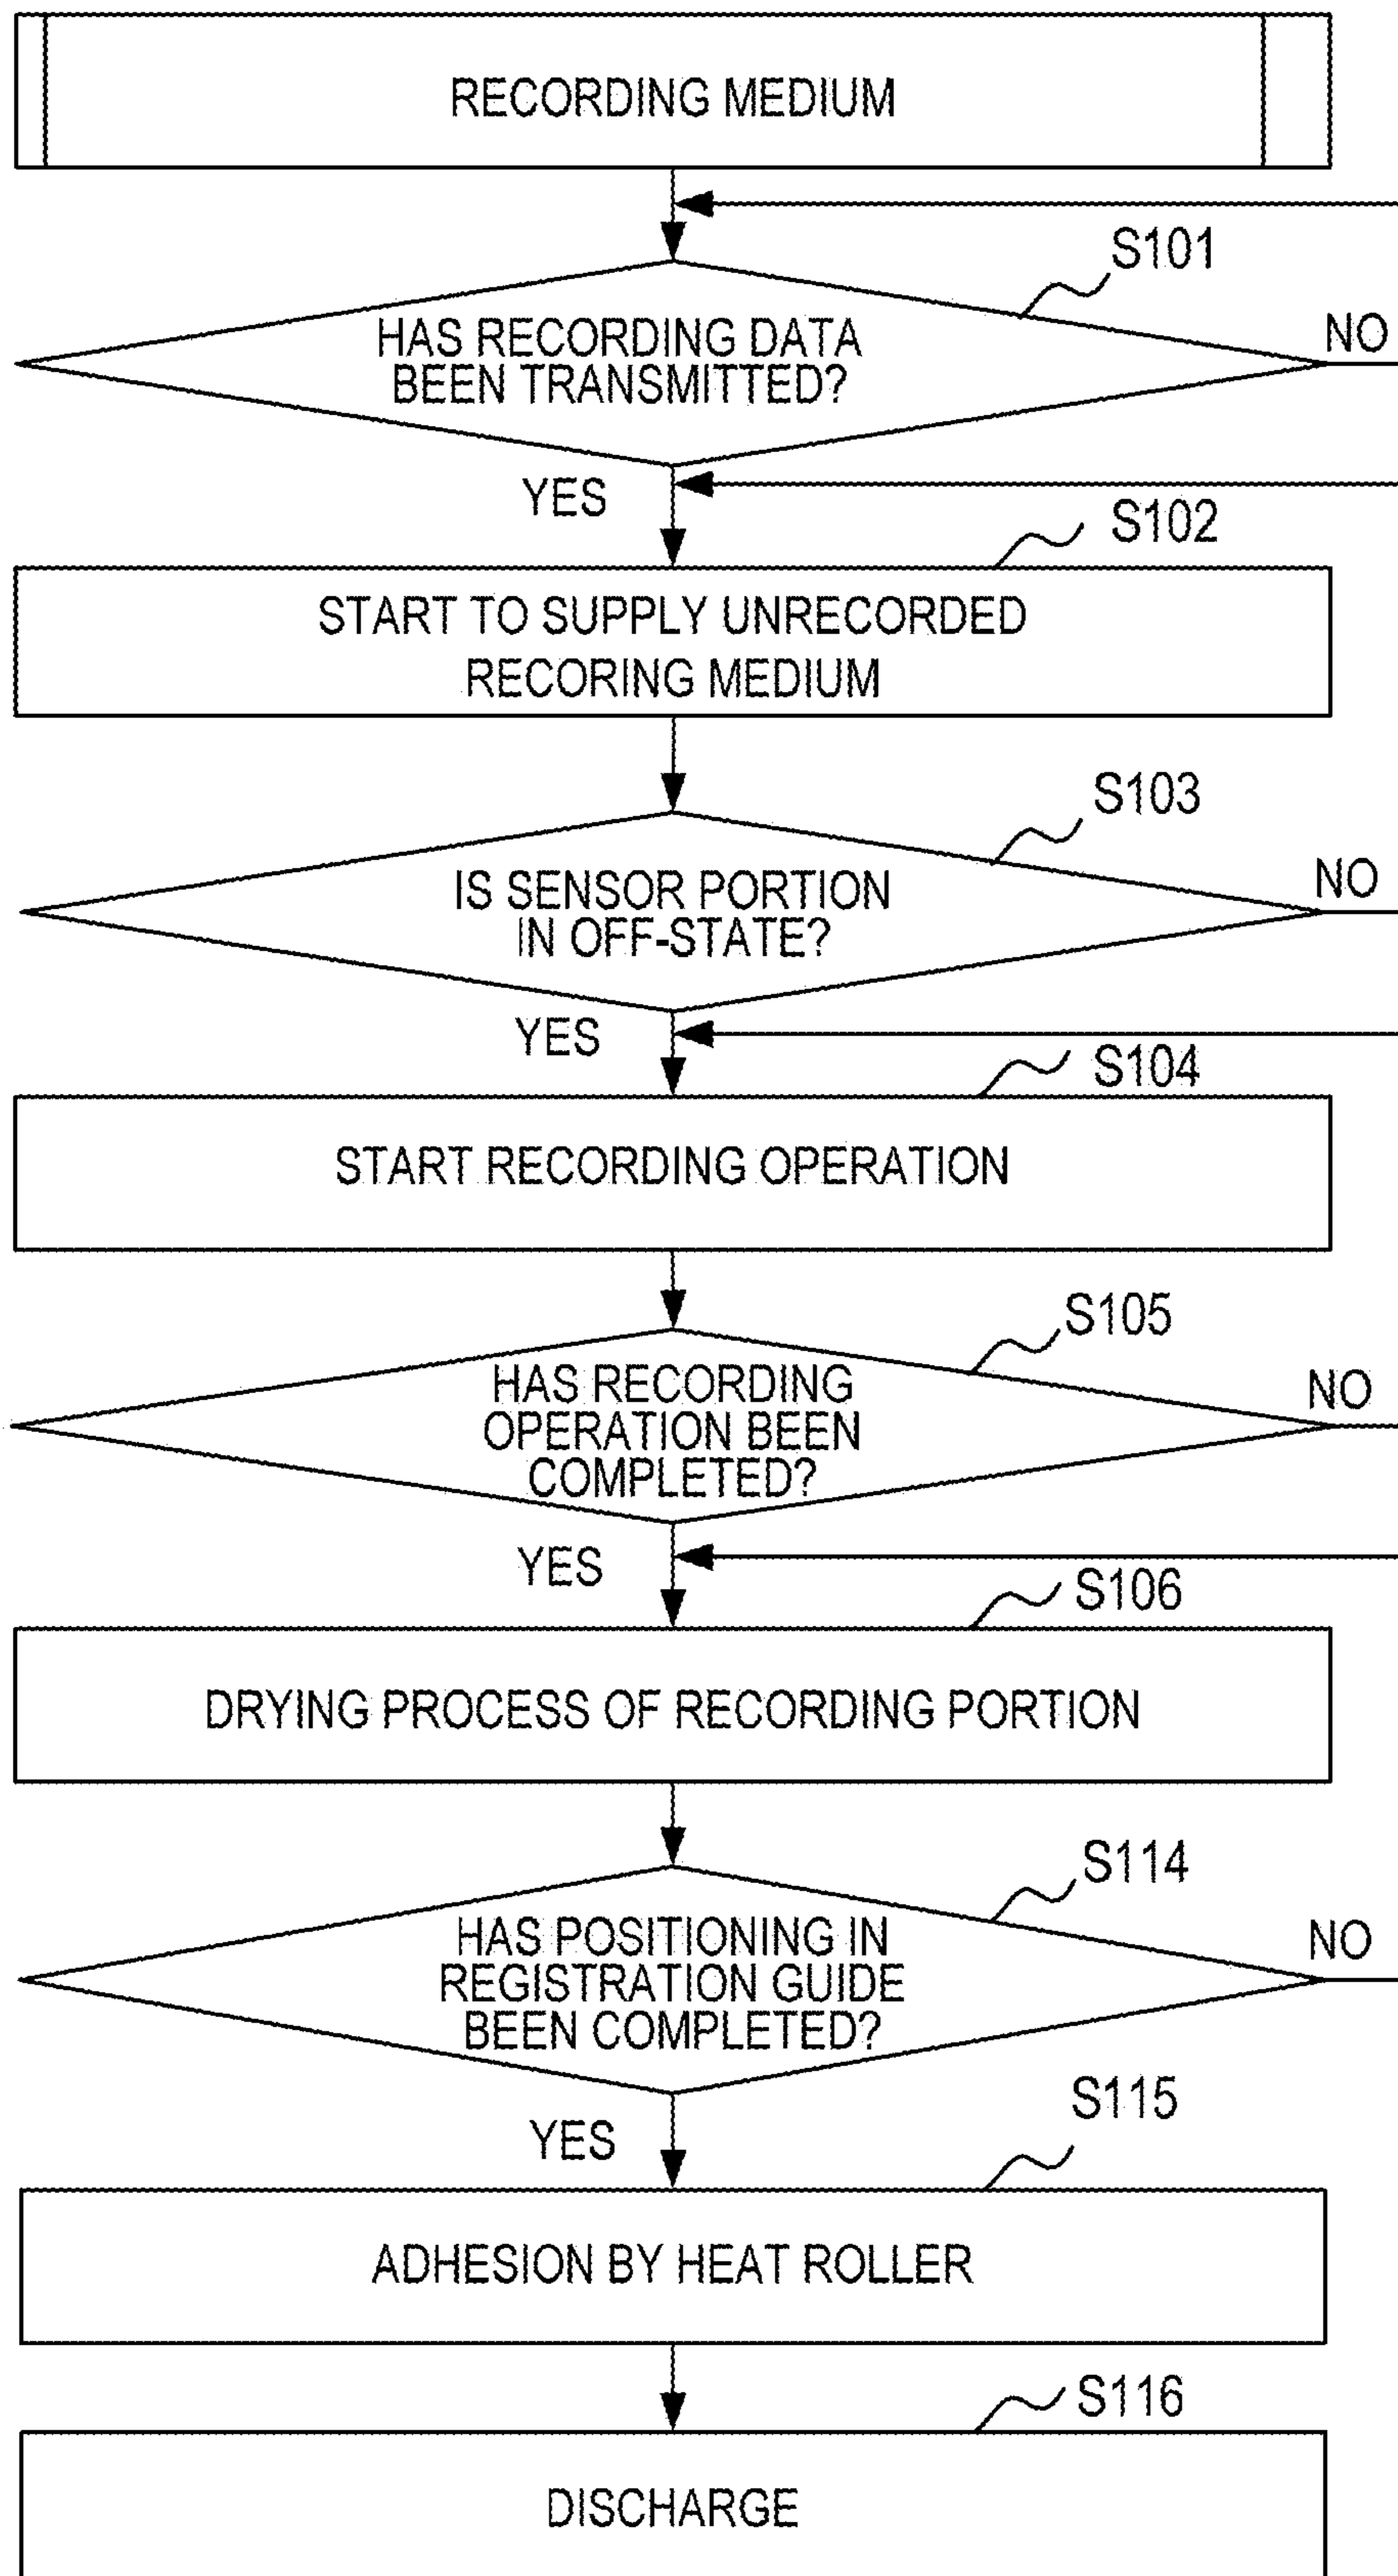 RECORDING MEDIUM
S101
HAS RECORDING DATA
BEEN TRANSMITTED?
NO
YES
S102
START TO SUPPLY UNRECORDED
RECORING MEDIUM
S103
IS SENSOR PORTION
IN OFF-STATE?
NO
YES
S104
START RECORDING OPERATION
S105
HAS RECORDING
OPERATION BEEN
COMPLETED?
NO
YES
S106
DRYING PROCESS OF RECORDING PORTION
S114
HAS POSITIONING IN
REGISTRATION GUIDE
BEEN COMPLETED?
NO
YES
S115
ADHESION BY HEAT ROLLER
S116
DISCHARGE